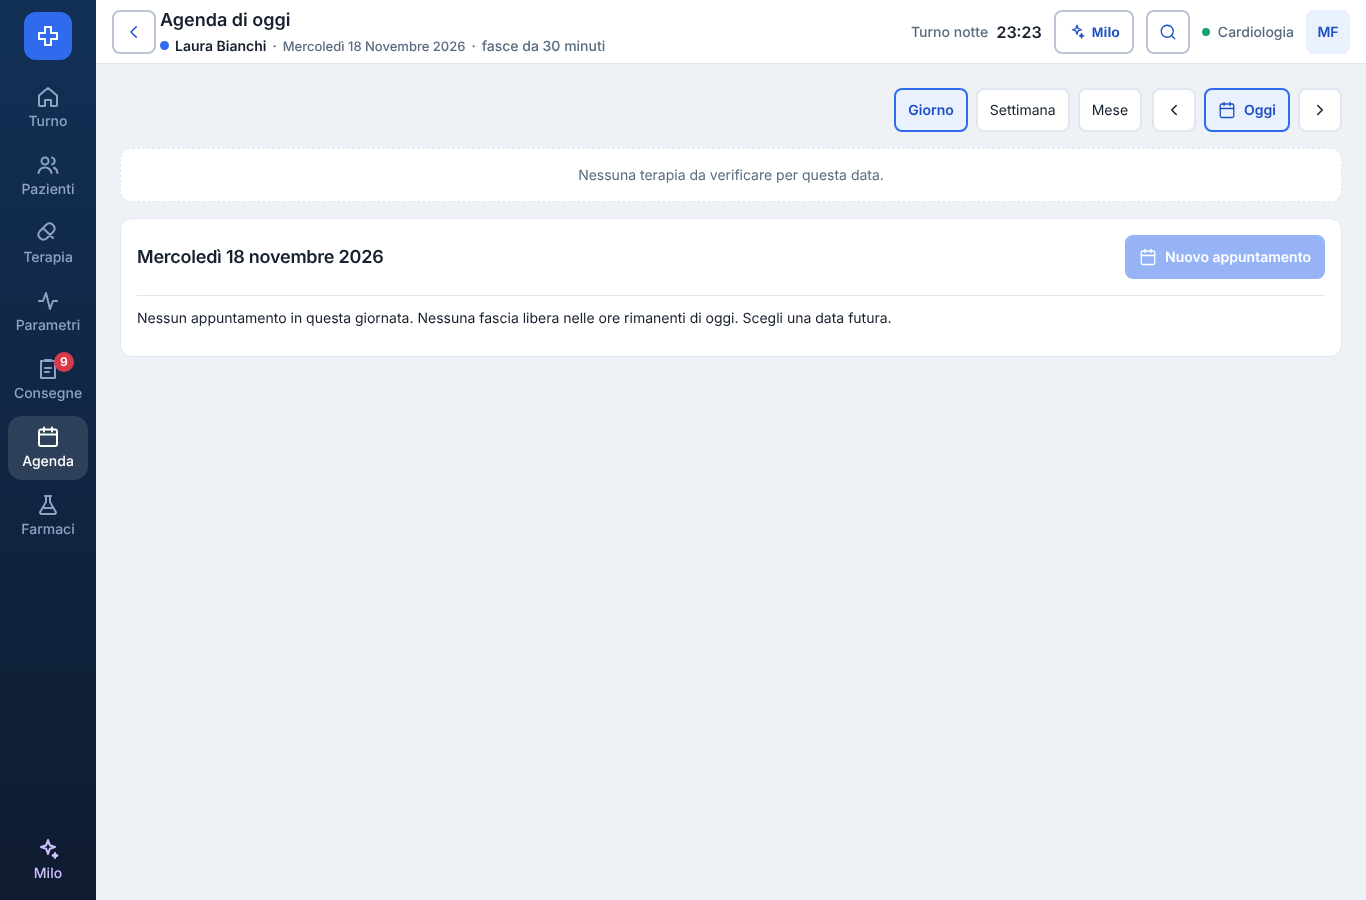 Agenda di oggi
Laura Bianchi · Mercoledì 18 Novembre 2026 · fasce da 30 minuti
Turno notte 23:23
Milo
Cardiologia
MF
Turno
Pazienti
Terapia
Parametri
9
Consegne
Agenda
Farmaci
Milo
Giorno
Settimana
Mese
Oggi
Nessuna terapia da verificare per questa data.
Mercoledì 18 novembre 2026
Nuovo appuntamento
Nessun appuntamento in questa giornata. Nessuna fascia libera nelle ore rimanenti di oggi. Scegli una data futura.